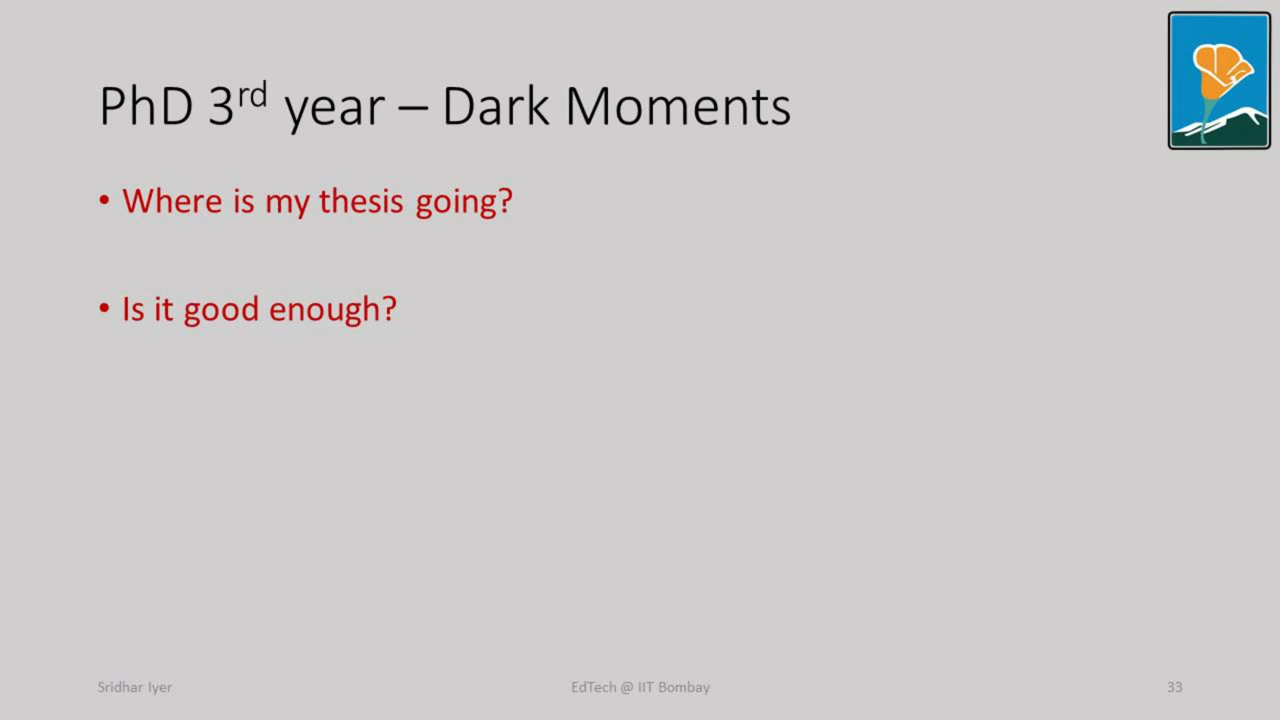 PhD 3rd year – Dark Moments
• Where is my thesis going?
• Is it good enough?
Sridhar Iyer
EdTech @ IIT Bombay
33